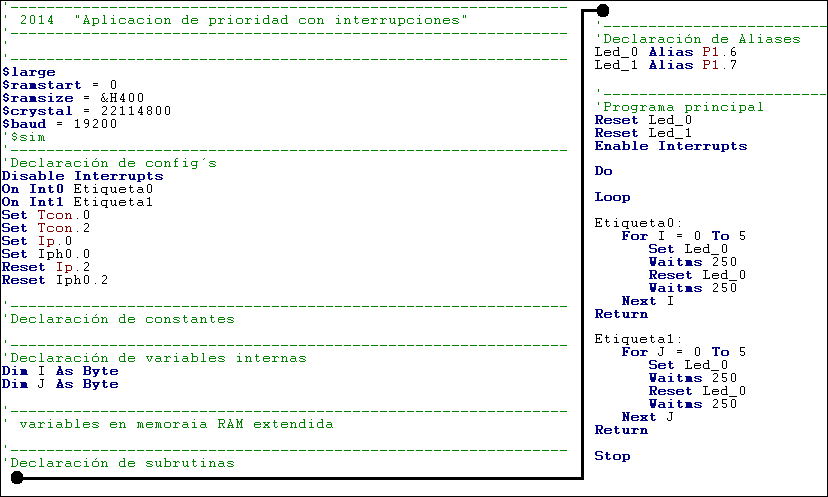 '----------------------------------------------------------------
' 2014  "Aplicacion de prioridad con interrupciones"
'----------------------------------------------------------------
'
'----------------------------------------------------------------
$large
$ramstart = 0
$ramsize = &H400
$crystal = 22114800
$baud = 19200
'$sim
'----------------------------------------------------------------
'Declaración de config´s
Disable Interrupts
On Int0 Etiqueta0
On Int1 Etiqueta1
Set Tcon.0
Set Tcon.2
Set Ip.0
Set Iph0.0
Reset Ip.2
Reset Iph0.2
'----------------------------------------------------------------
'Declaración de constantes
'----------------------------------------------------------------
'Declaración de variables internas
Dim I As Byte
Dim J As Byte
'----------------------------------------------------------------
' variables en memoraia RAM extendida
'----------------------------------------------------------------
'Declaración de subrutinas
'--------------------------
'Declaración de Aliases
Led_0 Alias P1.6
Led_1 Alias P1.7
'--------------------------
'Programa principal
Reset Led_0
Reset Led_1
Enable Interrupts
Do
Loop
Etiqueta0:
For I = 0 To 5
Set Led_0
Waitms 250
Reset Led_0
Waitms 250
Next I
Return
Etiqueta1:
For J = 0 To 5
Set Led_0
Waitms 250
Reset Led_0
Waitms 250
Next J
Return
Stop